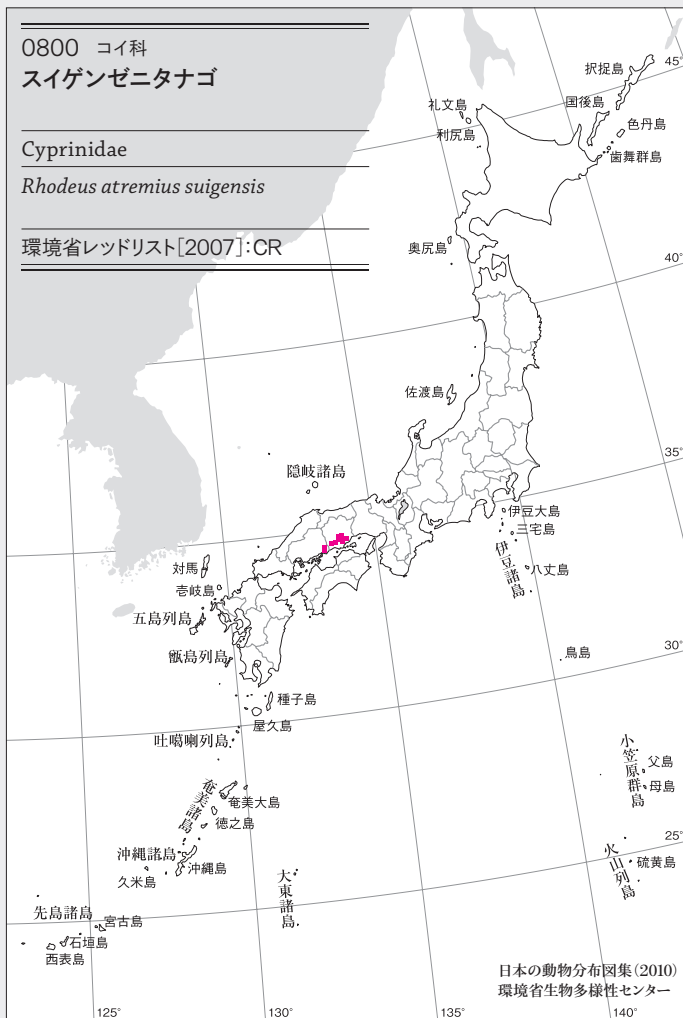 0800 コイ科
スイゲンゼニタナゴ
Cyprinidae
Rhodeus atremius suigensis
環境省レッドリスト[2007]:CR
択捉島
国後島
色丹島
歯舞群島
礼文島
利尻島
奥尻島
佐渡島
隠岐諸島
伊豆大島
三宅島
八丈島
伊豆諸島
対馬
壱岐島
五島列島
甑島列島
鳥島
種子島
屋久島
吐噶喇列島
奄美諸島
奄美大島
徳之島
沖縄諸島
沖縄島
久米島
大東諸島
小笠原群島
父島
母島
火山列島
硫黄島
先島諸島
宮古島
石垣島
西表島
45°
40°
35°
30°
25°
125°
130°
135°
140°
日本の動物分布図集(2010)
環境省生物多様性センター